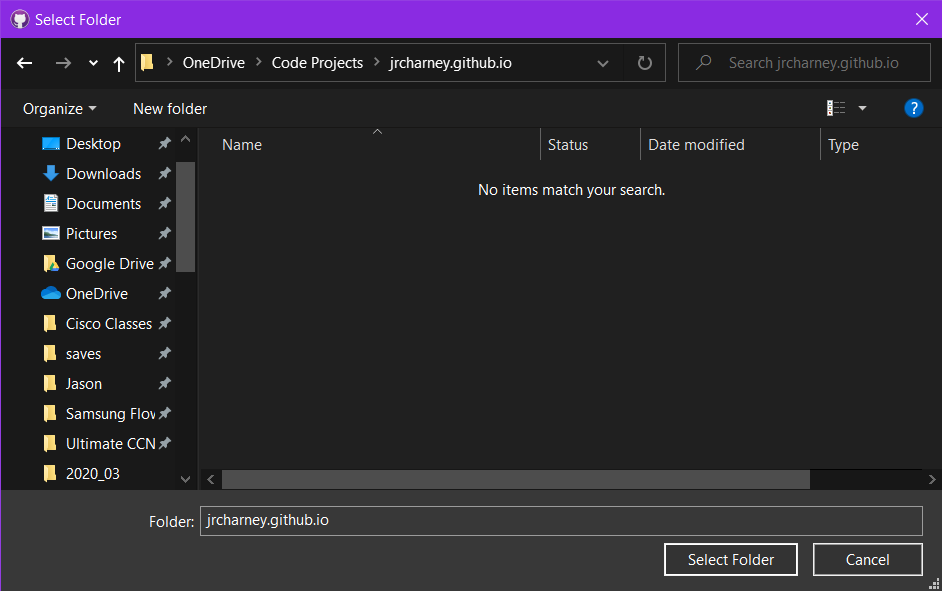 Select Folder
OneDrive Code Projects jrcharney.github.io
Search jrcharney.github.io
Organize New folder
?
Desktop
Downloads
Documents
Pictures
Google Drive
OneDrive
Cisco Classes
saves
Jason
Samsung Flow
Ultimate CCN
2020_03
Name Status Date modified Type
No items match your search.
Folder: jrcharney.github.io
Select Folder Cancel